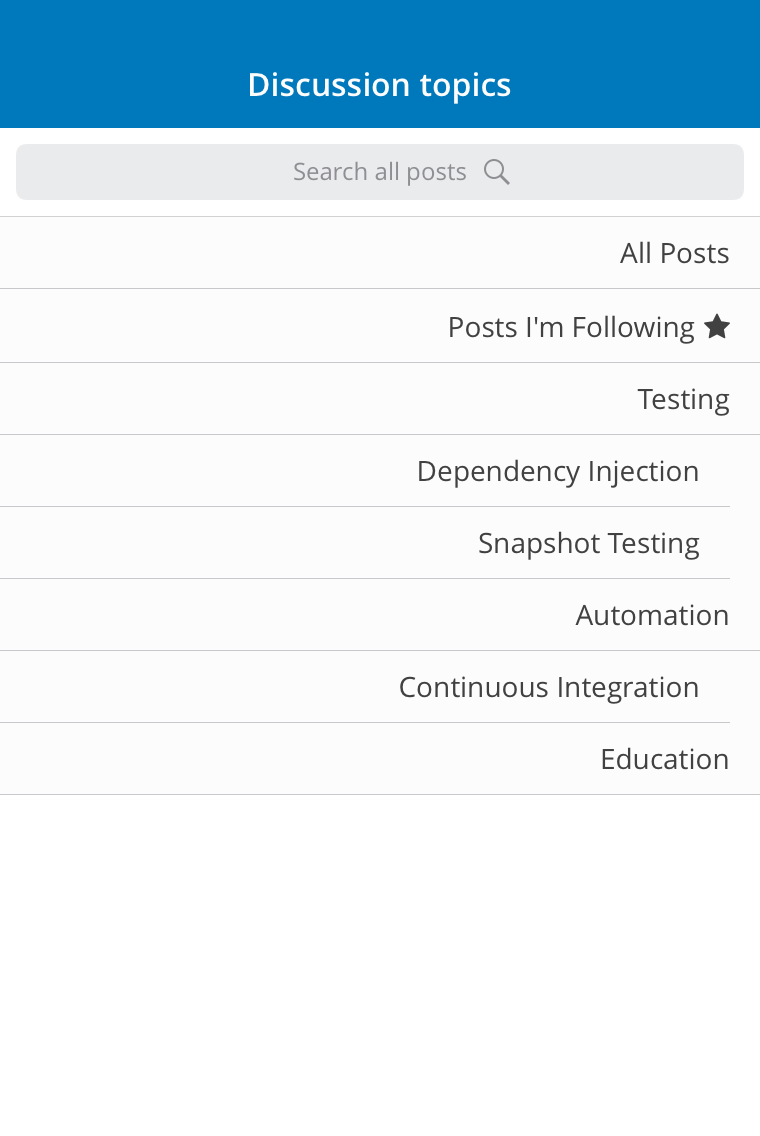 Discussion topics
Search all posts
All Posts
Posts I'm Following
Testing
Dependency Injection
Snapshot Testing
Automation
Continuous Integration
Education